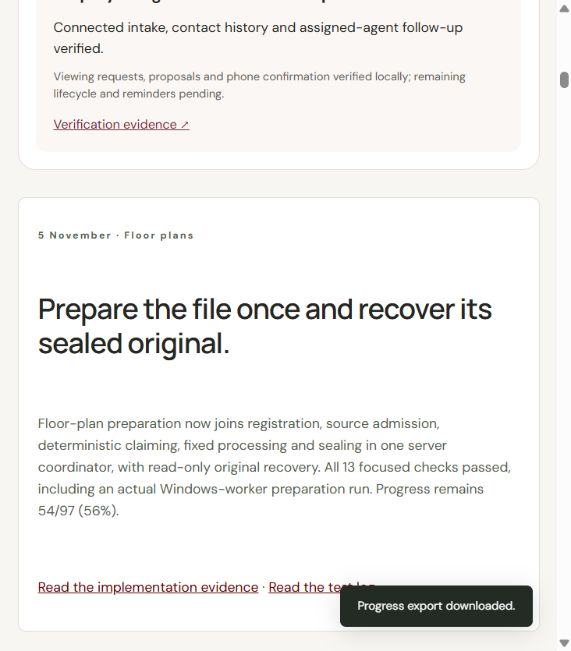 Connected intake, contact history and assigned-agent follow-up
verified.
Viewing requests, proposals and phone confirmation verified locally; remaining
lifecycle and reminders pending.
Verification evidence ↗
5 November · Floor plans
Prepare the file once and recover its
sealed original.
Floor-plan preparation now joins registration, source admission,
deterministic claiming, fixed processing and sealing in one server
coordinator, with read-only original recovery. All 13 focused checks passed,
including an actual Windows-worker preparation run. Progress remains
54/97 (56%).
Read the implementation evidence · Read the test log
Progress export downloaded.